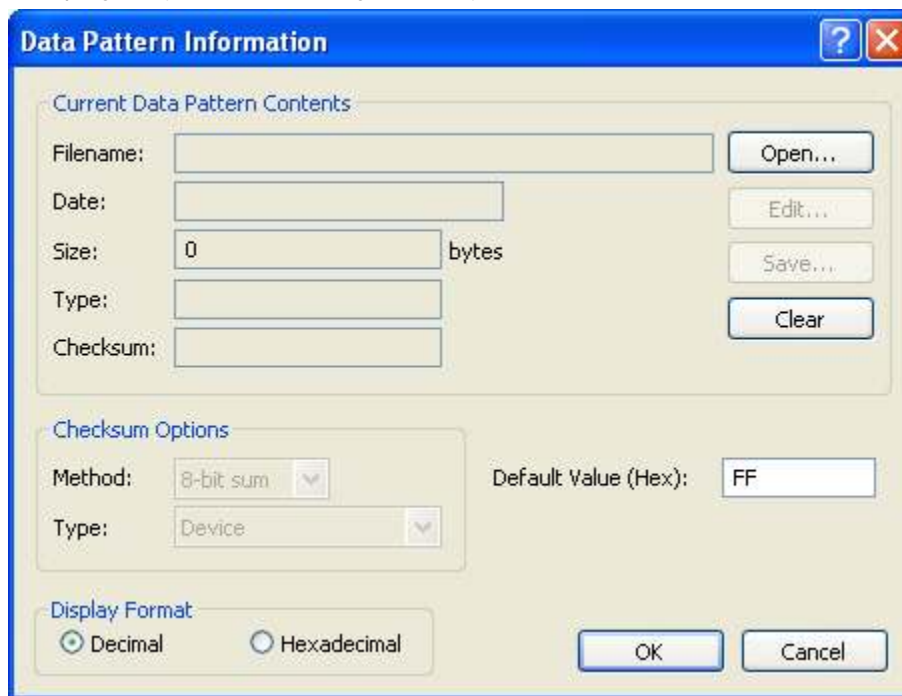 Data Pattern Information
Current Data Pattern Contents
Filename:
Open...
Date:
Edit...
Size: 0 bytes
Save...
Type:
Clear
Checksum:
Checksum Options
Method: 8-bit sum
Default Value (Hex): FF
Type: Device
Display Format
Decimal Hexadecimal
OK Cancel